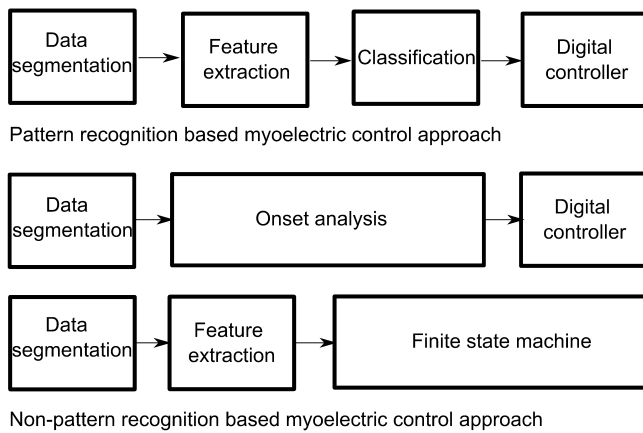 Data
segmentation
Feature
extraction
Classification
Digital
controller
Pattern recognition based myoelectric control approach
Data
segmentation
Onset analysis
Digital
controller
Data
segmentation
Feature
extraction
Finite state machine
Non-pattern recognition based myoelectric control approach